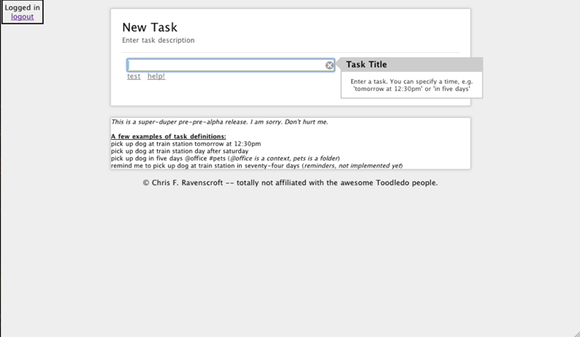 Logged in
logout
New Task
Enter task description
Task Title
test help!
Enter a task. You can specify a time, e.g.
'tomorrow at 12:30pm' or 'in five days'
This is a super-duper pre-pre-alpha release. I am sorry. Don't hurt me.
A few examples of task definitions:
pick up dog at train station tomorrow at 12:30pm
pick up dog at train station day after saturday
pick up dog in five days @office #pets (@office is a context, pets is a folder)
remind me to pick up dog at train station in seventy-four days (reminders, not implemented yet)
© Chris F. Ravenscroft -- totally not affiliated with the awesome Toodledo people.